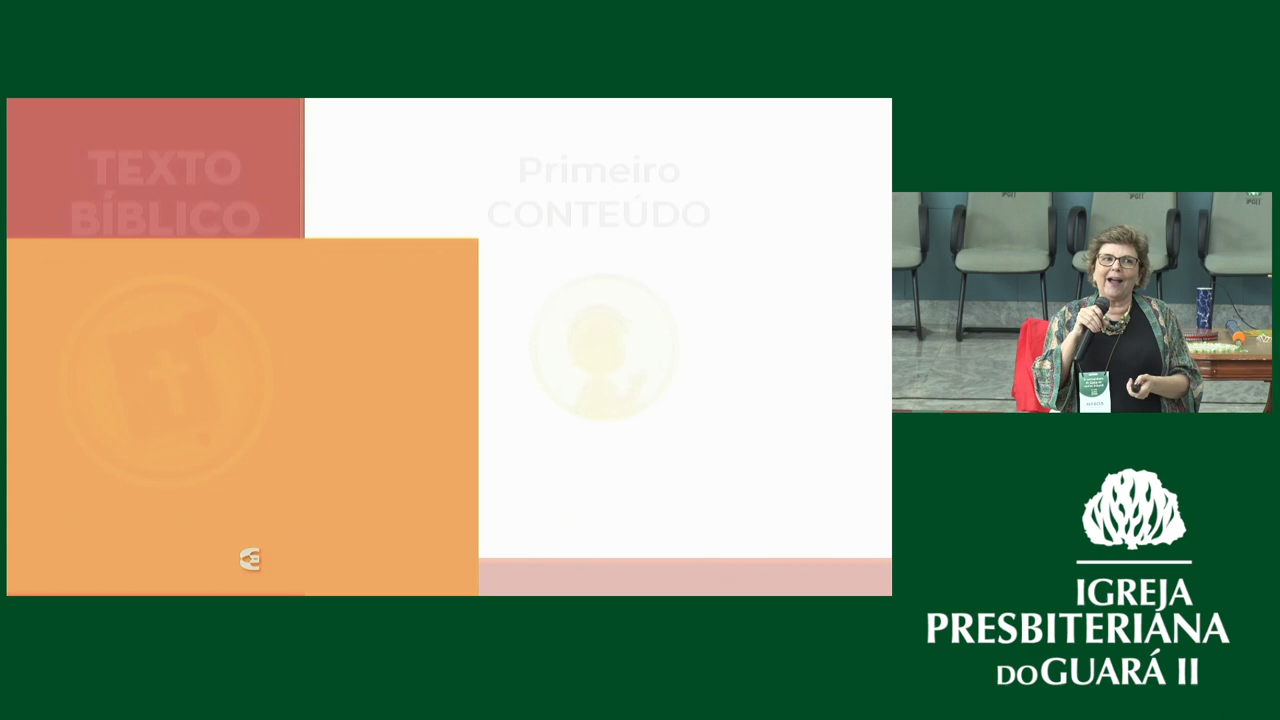 TEXTO
BÍBLICO
Primeiro
CONTEÚDO
IGREJA
PRESBITERIANA
DO GUARÁ II